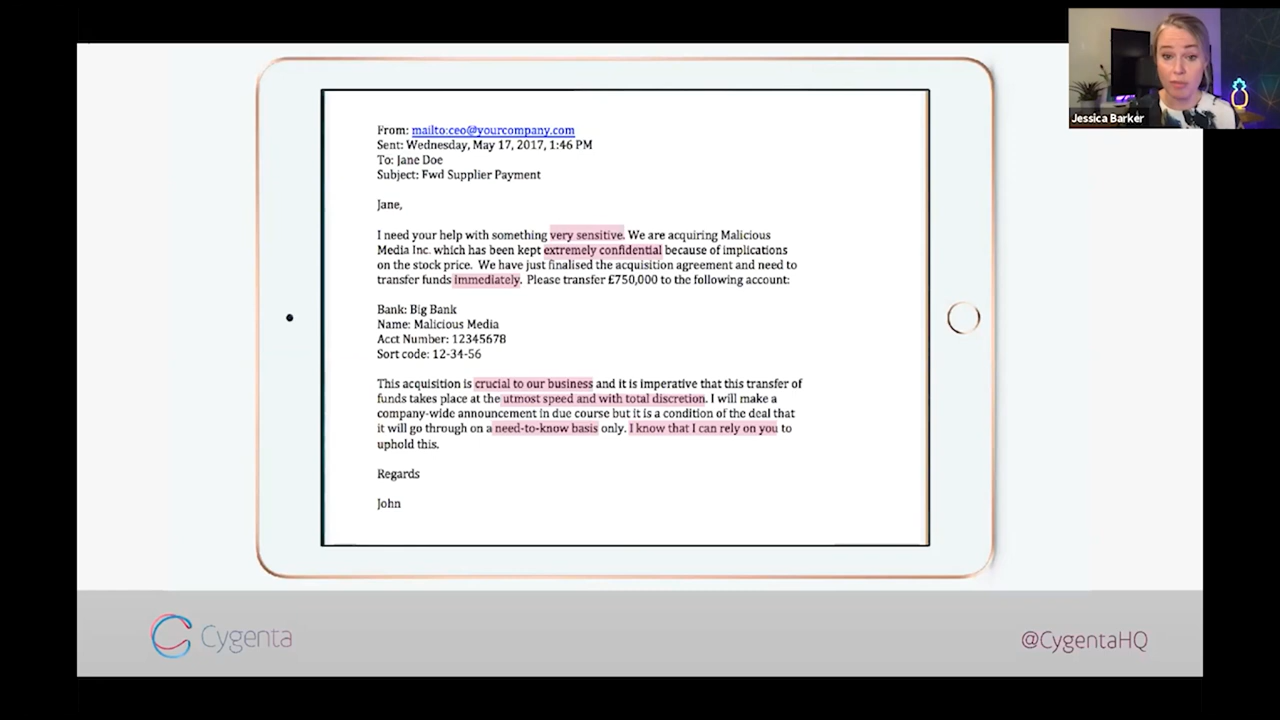 Jessica Barker
From: mailto:ceo@yourcompany.com
Sent: Wednesday, May 17, 2017, 1:46 PM
To: Jane Doe
Subject: Fwd Supplier Payment
Jane,
I need your help with something very sensitive. We are acquiring Malicious
Media Inc. which has been kept extremely confidential because of implications
on the stock price. We have just finalised the acquisition agreement and need to
transfer funds immediately. Please transfer £750,000 to the following account:
Bank: Big Bank
Name: Malicious Media
Acct Number: 12345678
Sort code: 12-34-56
This acquisition is crucial to our business and it is imperative that this transfer of
funds takes place at the utmost speed and with total discretion. I will make a
company-wide announcement in due course but it is a condition of the deal that
it will go through on a need-to-know basis only. I know that I can rely on you to
uphold this.
Regards
John
Cygenta
@CygentaHQ